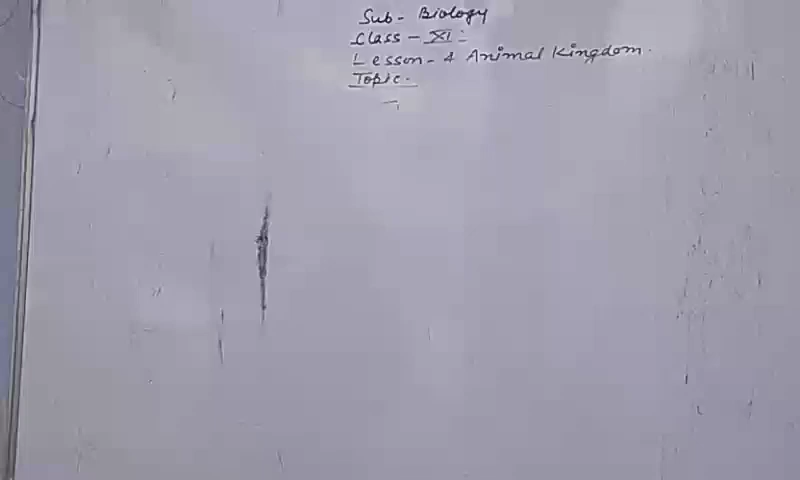 Sub- Biology
Class - XI :
Lesson - 4 Animal Kingdom.
Topic.